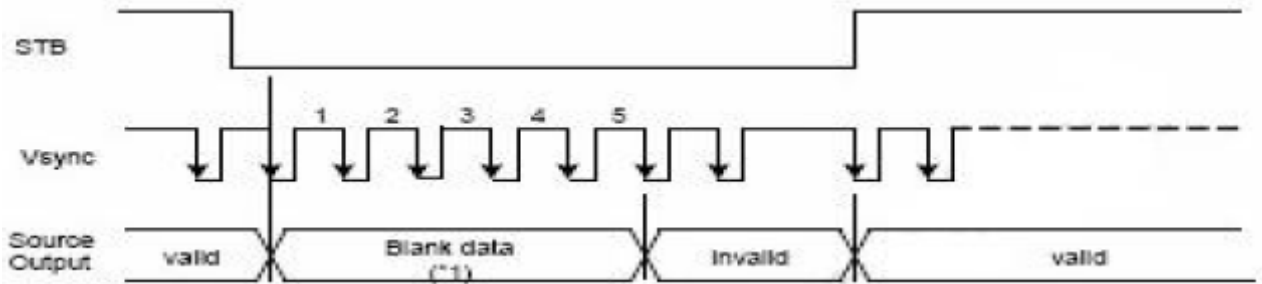 STB
1 2 3 4 5
Vsync
Source
Output
valid
Blank data
(*1)
Invalid
valid